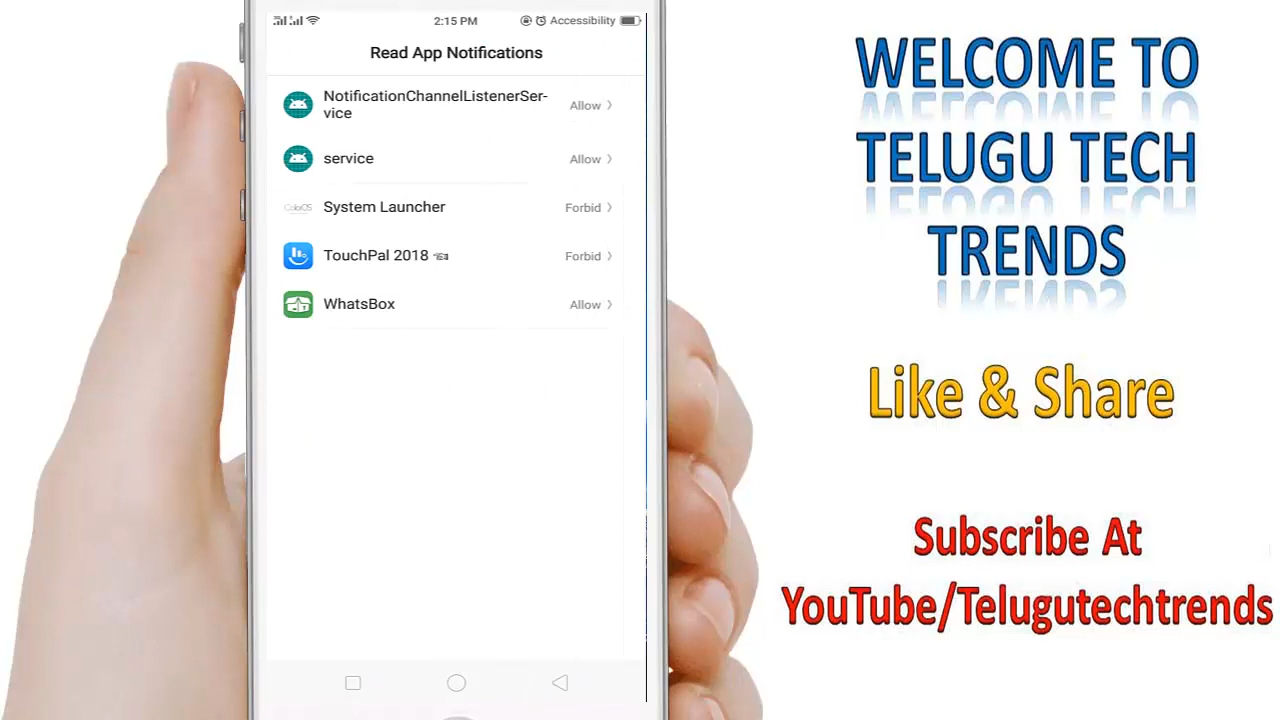 2:15 PM
Accessibility
Read App Notifications
NotificationChannelListenerSer-
vice
Allow
service
Allow
ColorOS
System Launcher
Forbid
TouchPal 2018
Forbid
WhatsBox
Allow
WELCOME TO
TELUGU TECH
TRENDS
Like & Share
Subscribe At
YouTube/Telugutechtrends